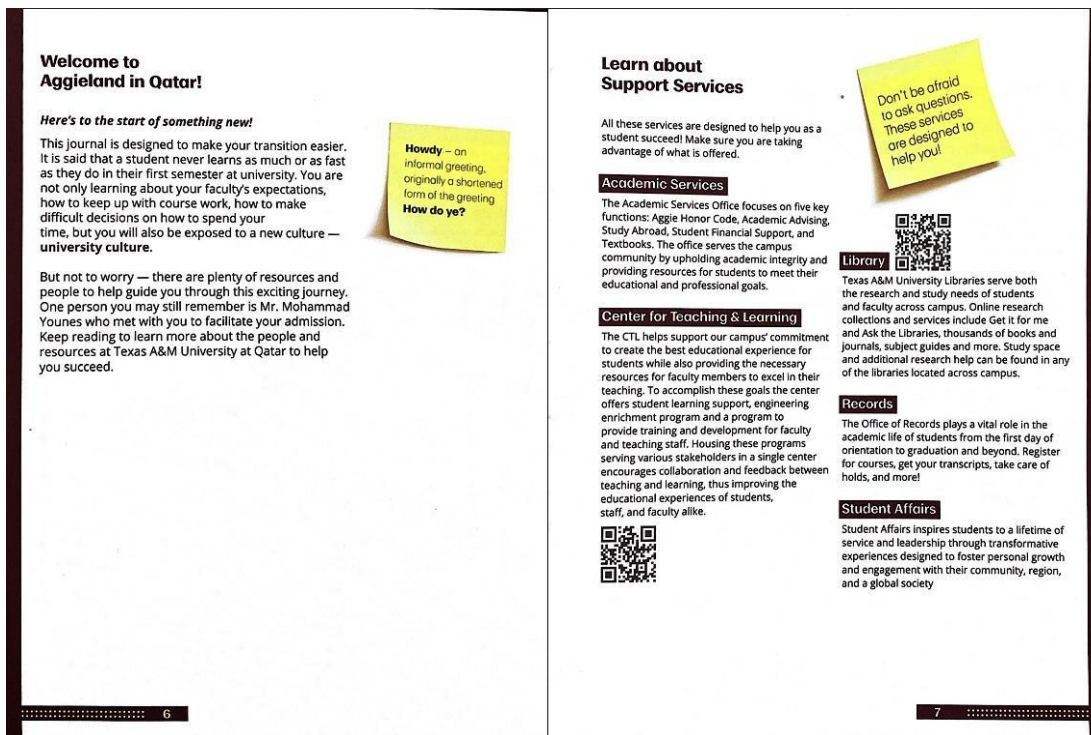 Welcome to
Aggieland in Qatar!
Here's to the start of something new!
This journal is designed to make your transition easier.
It is said that a student never learns as much or as fast
as they do in their first semester at university. You are
not only learning about your faculty's expectations,
how to keep up with course work, how to make
difficult decisions on how to spend your
time, but you will also be exposed to a new culture —
university culture.
But not to worry — there are plenty of resources and
people to help guide you through this exciting journey.
One person you may still remember is Mr. Mohammad
Younes who met with you to facilitate your admission.
Keep reading to learn more about the people and
resources at Texas A&M University at Qatar to help
you succeed.
Howdy – an
informal greeting,
originally a shortened
form of the greeting
How do ye?
6
Learn about
Support Services
All these services are designed to help you as a
student succeed! Make sure you are taking
advantage of what is offered.
Don't be afraid
to ask questions.
These services
are designed to
help you!
Academic Services
The Academic Services Office focuses on five key
functions: Aggie Honor Code, Academic Advising,
Study Abroad, Student Financial Support, and
Textbooks. The office serves the campus
community by upholding academic integrity and
providing resources for students to meet their
educational and professional goals.
Center for Teaching & Learning
The CTL helps support our campus' commitment
to create the best educational experience for
students while also providing the necessary
resources for faculty members to excel in their
teaching. To accomplish these goals the center
offers student learning support, engineering
enrichment program and a program to
provide training and development for faculty
and teaching staff. Housing these programs
serving various stakeholders in a single center
encourages collaboration and feedback between
teaching and learning, thus improving the
educational experiences of students,
staff, and faculty alike.
Library
Texas A&M University Libraries serve both
the research and study needs of students
and faculty across campus. Online research
collections and services include Get it for me
and Ask the Libraries, thousands of books and
journals, subject guides and more. Study space
and additional research help can be found in any
of the libraries located across campus.
Records
The Office of Records plays a vital role in the
academic life of students from the first day of
orientation to graduation and beyond. Register
for courses, get your transcripts, take care of
holds, and more!
Student Affairs
Student Affairs inspires students to a lifetime of
service and leadership through transformative
experiences designed to foster personal growth
and engagement with their community, region,
and a global society
7